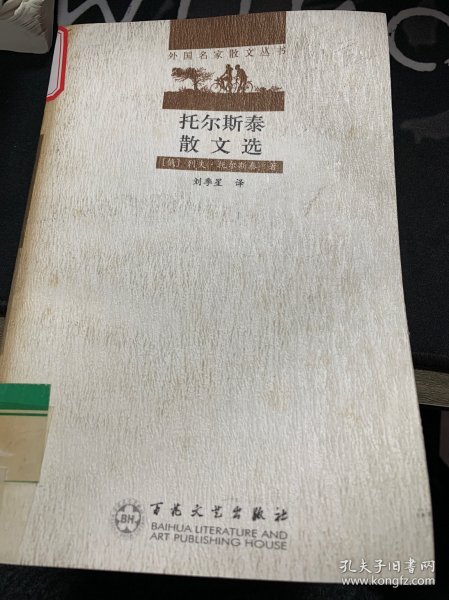 外国名家散文丛书
托尔斯泰
散文选
[俄] 列夫·托尔斯泰 著
刘季星 译
BH
百花文艺出版社
BAIHUA LITERATURE AND
ART PUBLISHING HOUSE
孔夫子旧书网
www.kongfz.com